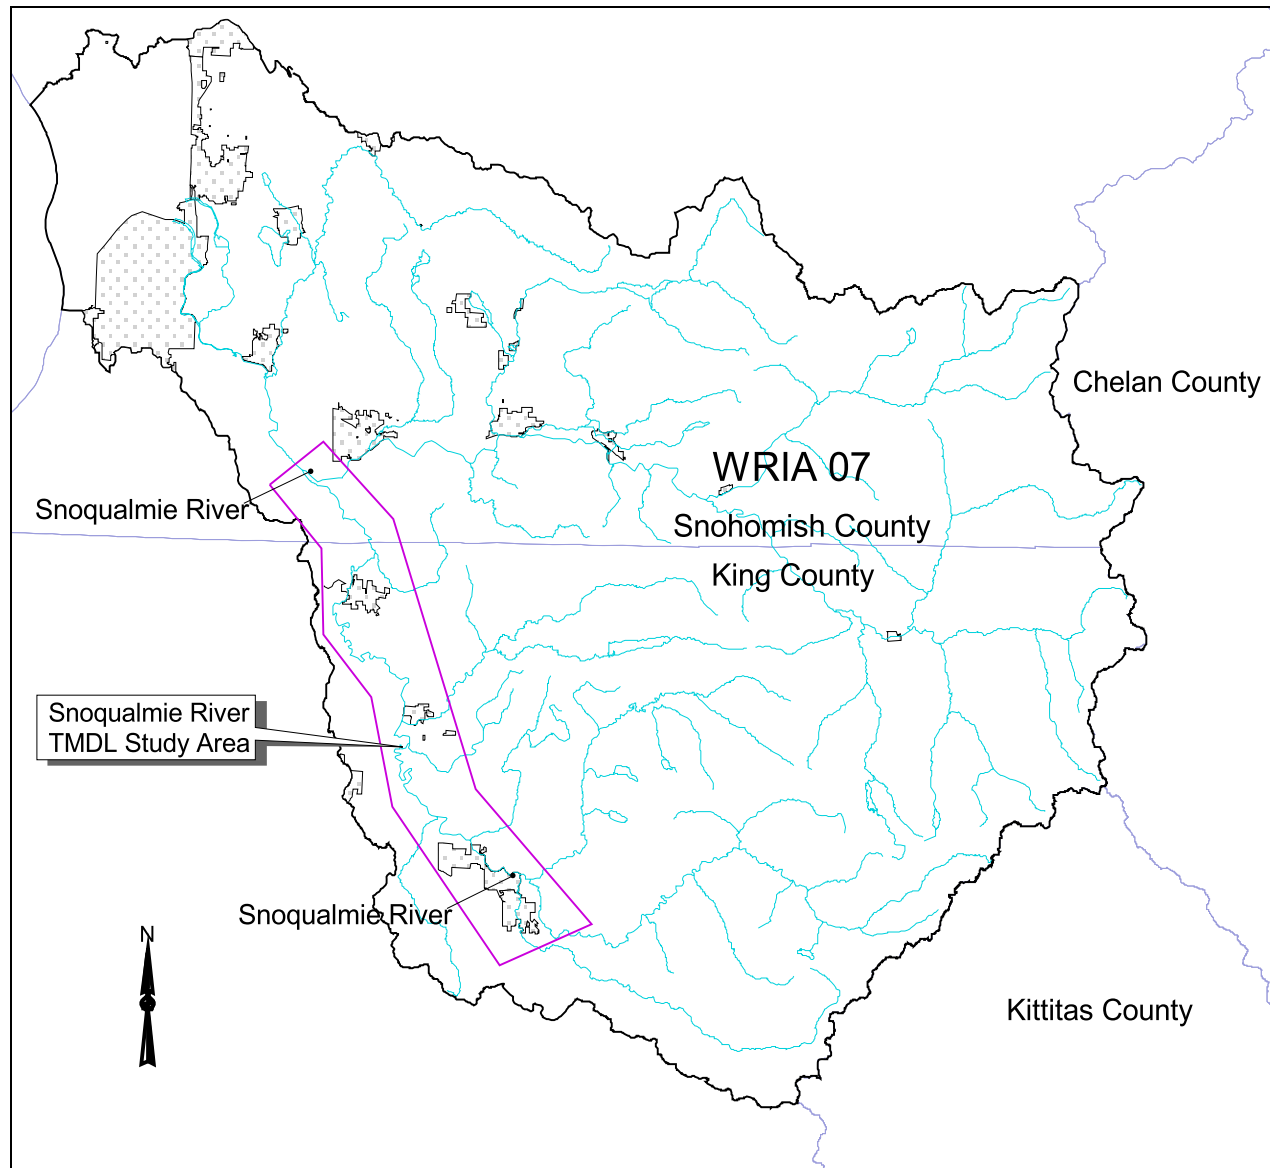 Chelan County
WRIA 07
Snoqualmie River
Snohomish County
King County
Snoqualmie River
TMDL Study Area
Snoqualmie River
N
Kittitas County